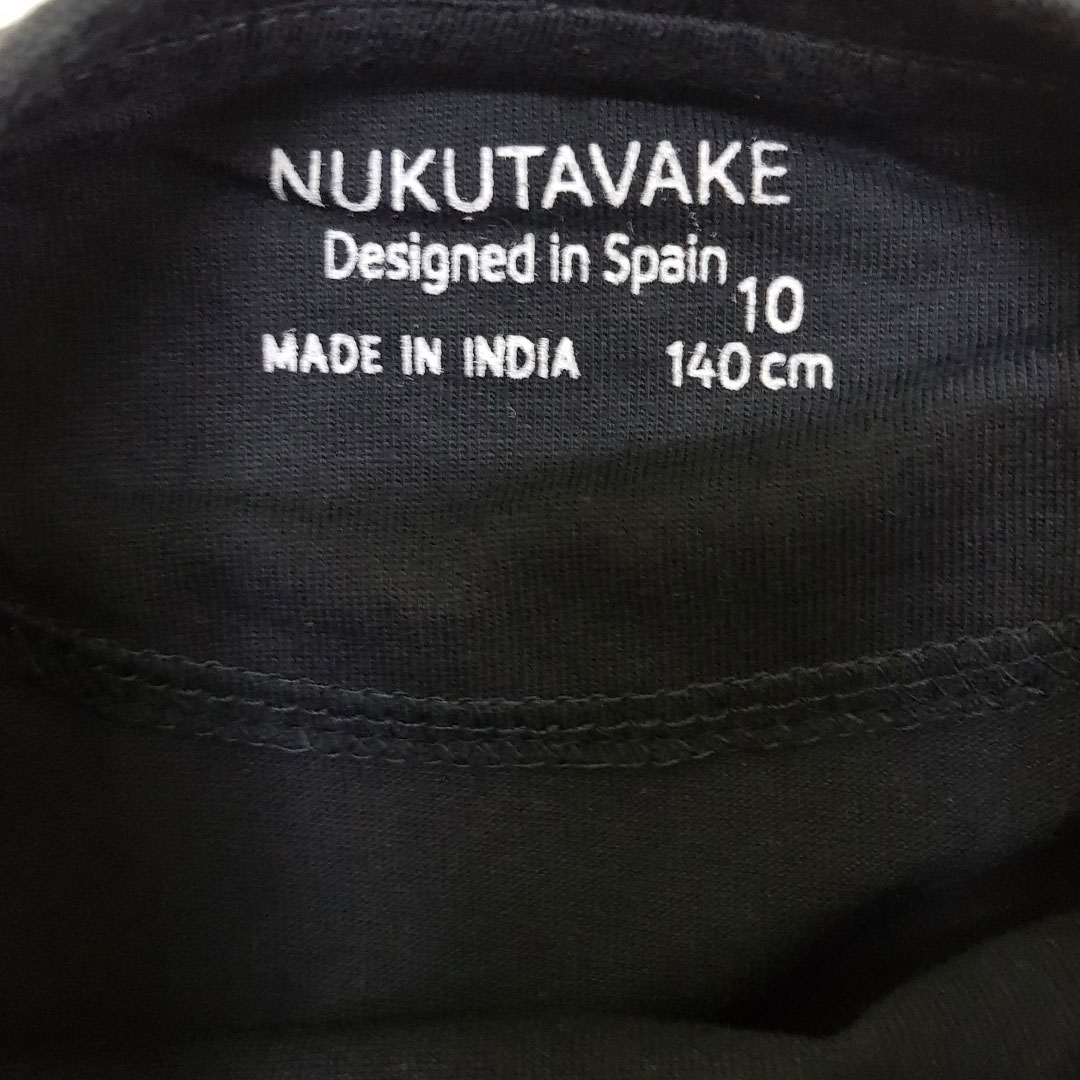 NUKUTAVAKE
Designed in Spain
10
MADE IN INDIA 140 cm